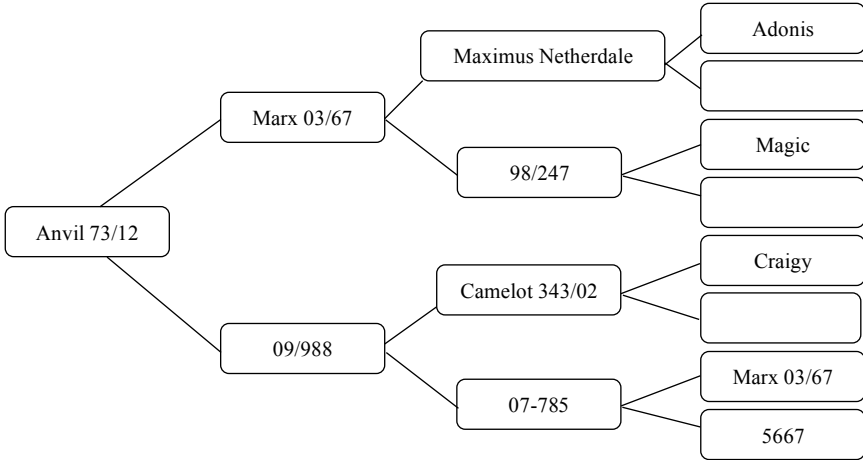 Adonis
Maximus Netherdale
Marx 03/67
Magic
98/247
Anvil 73/12
Craigy
Camelot 343/02
09/988
Marx 03/67
07-785
5667